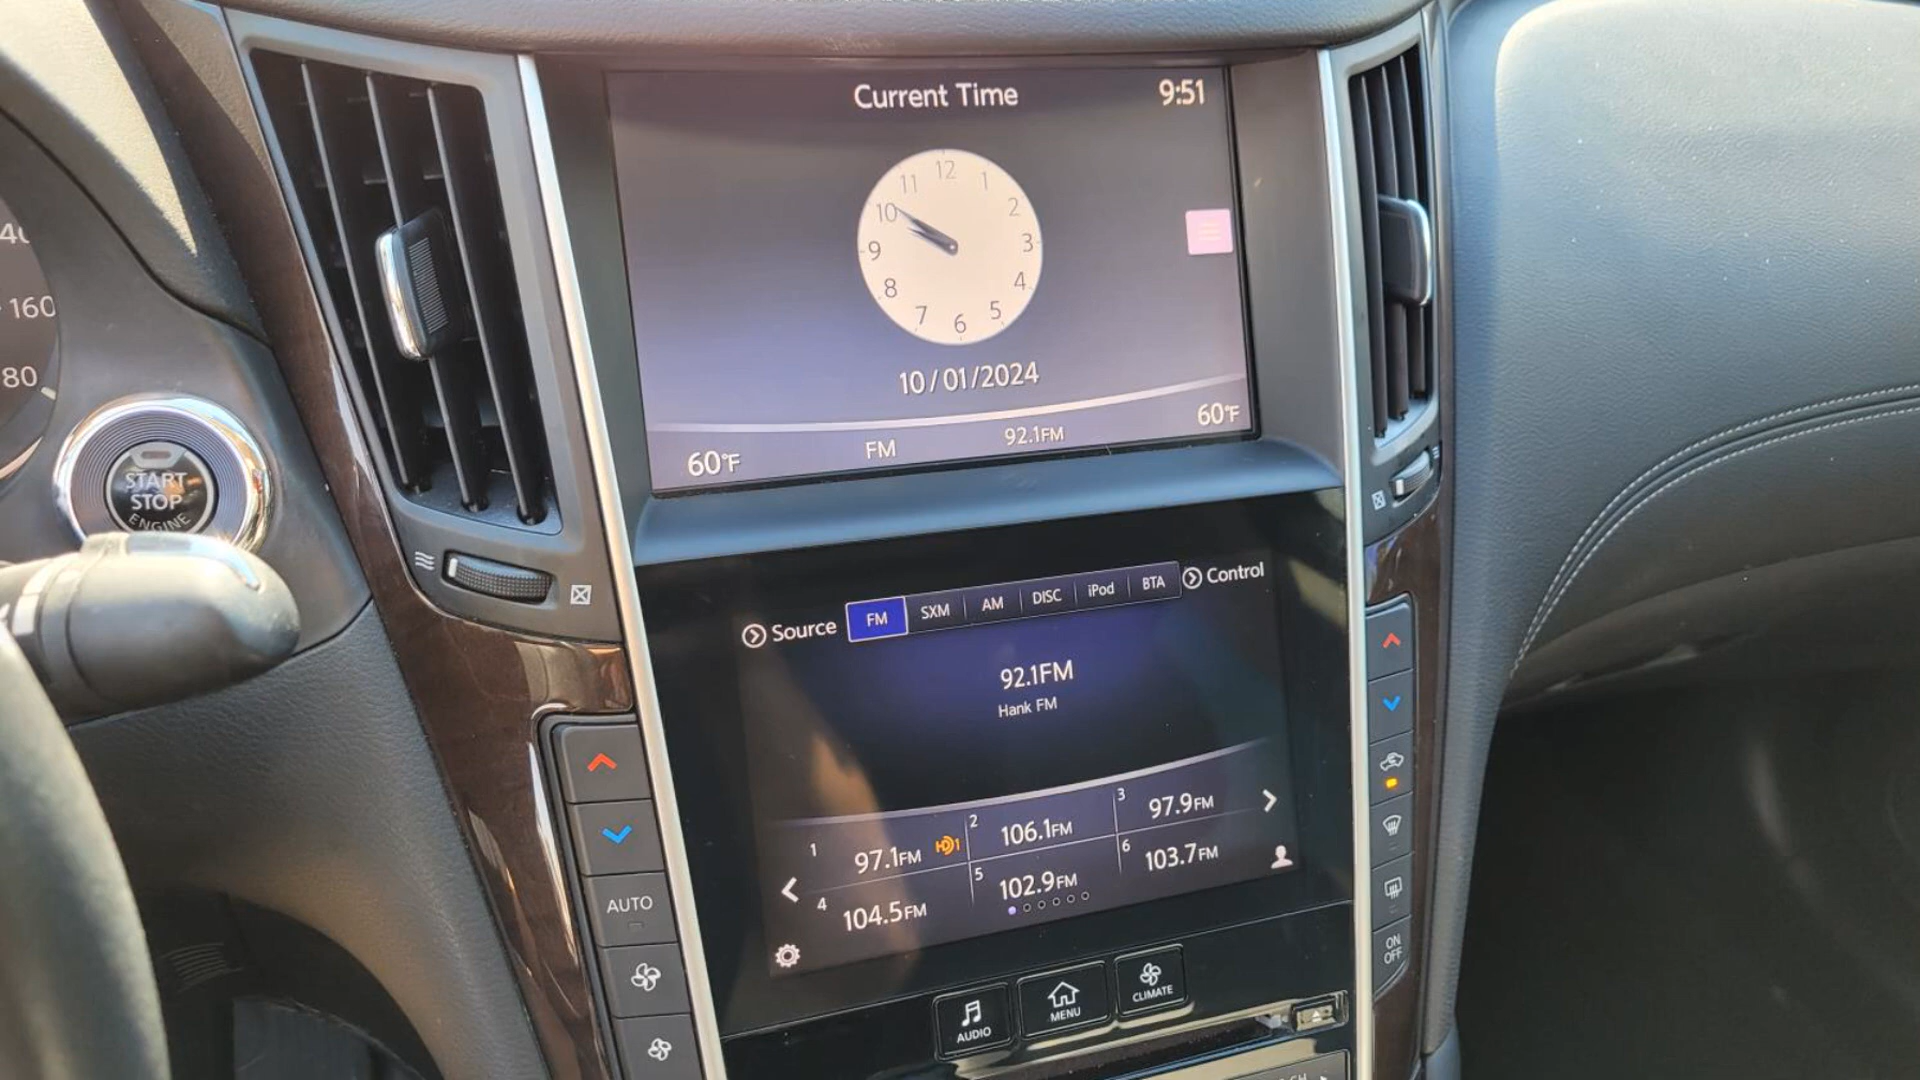 Current Time
9:51
12
11
1
10
2
9
3
8
4
7
5
6
10/01/2024
60°F
FM
92.1FM
60°F
160
80
START
STOP
ENGINE
Source
FM
SXM
AM
DISC
iPod
BTA
Control
92.1FM
Hank FM
1
97.1FM
HD1
2
106.1FM
3
97.9FM
4
104.5FM
5
102.9FM
6
103.7FM
AUTO
ON
OFF
AUDIO
MENU
CLIMATE